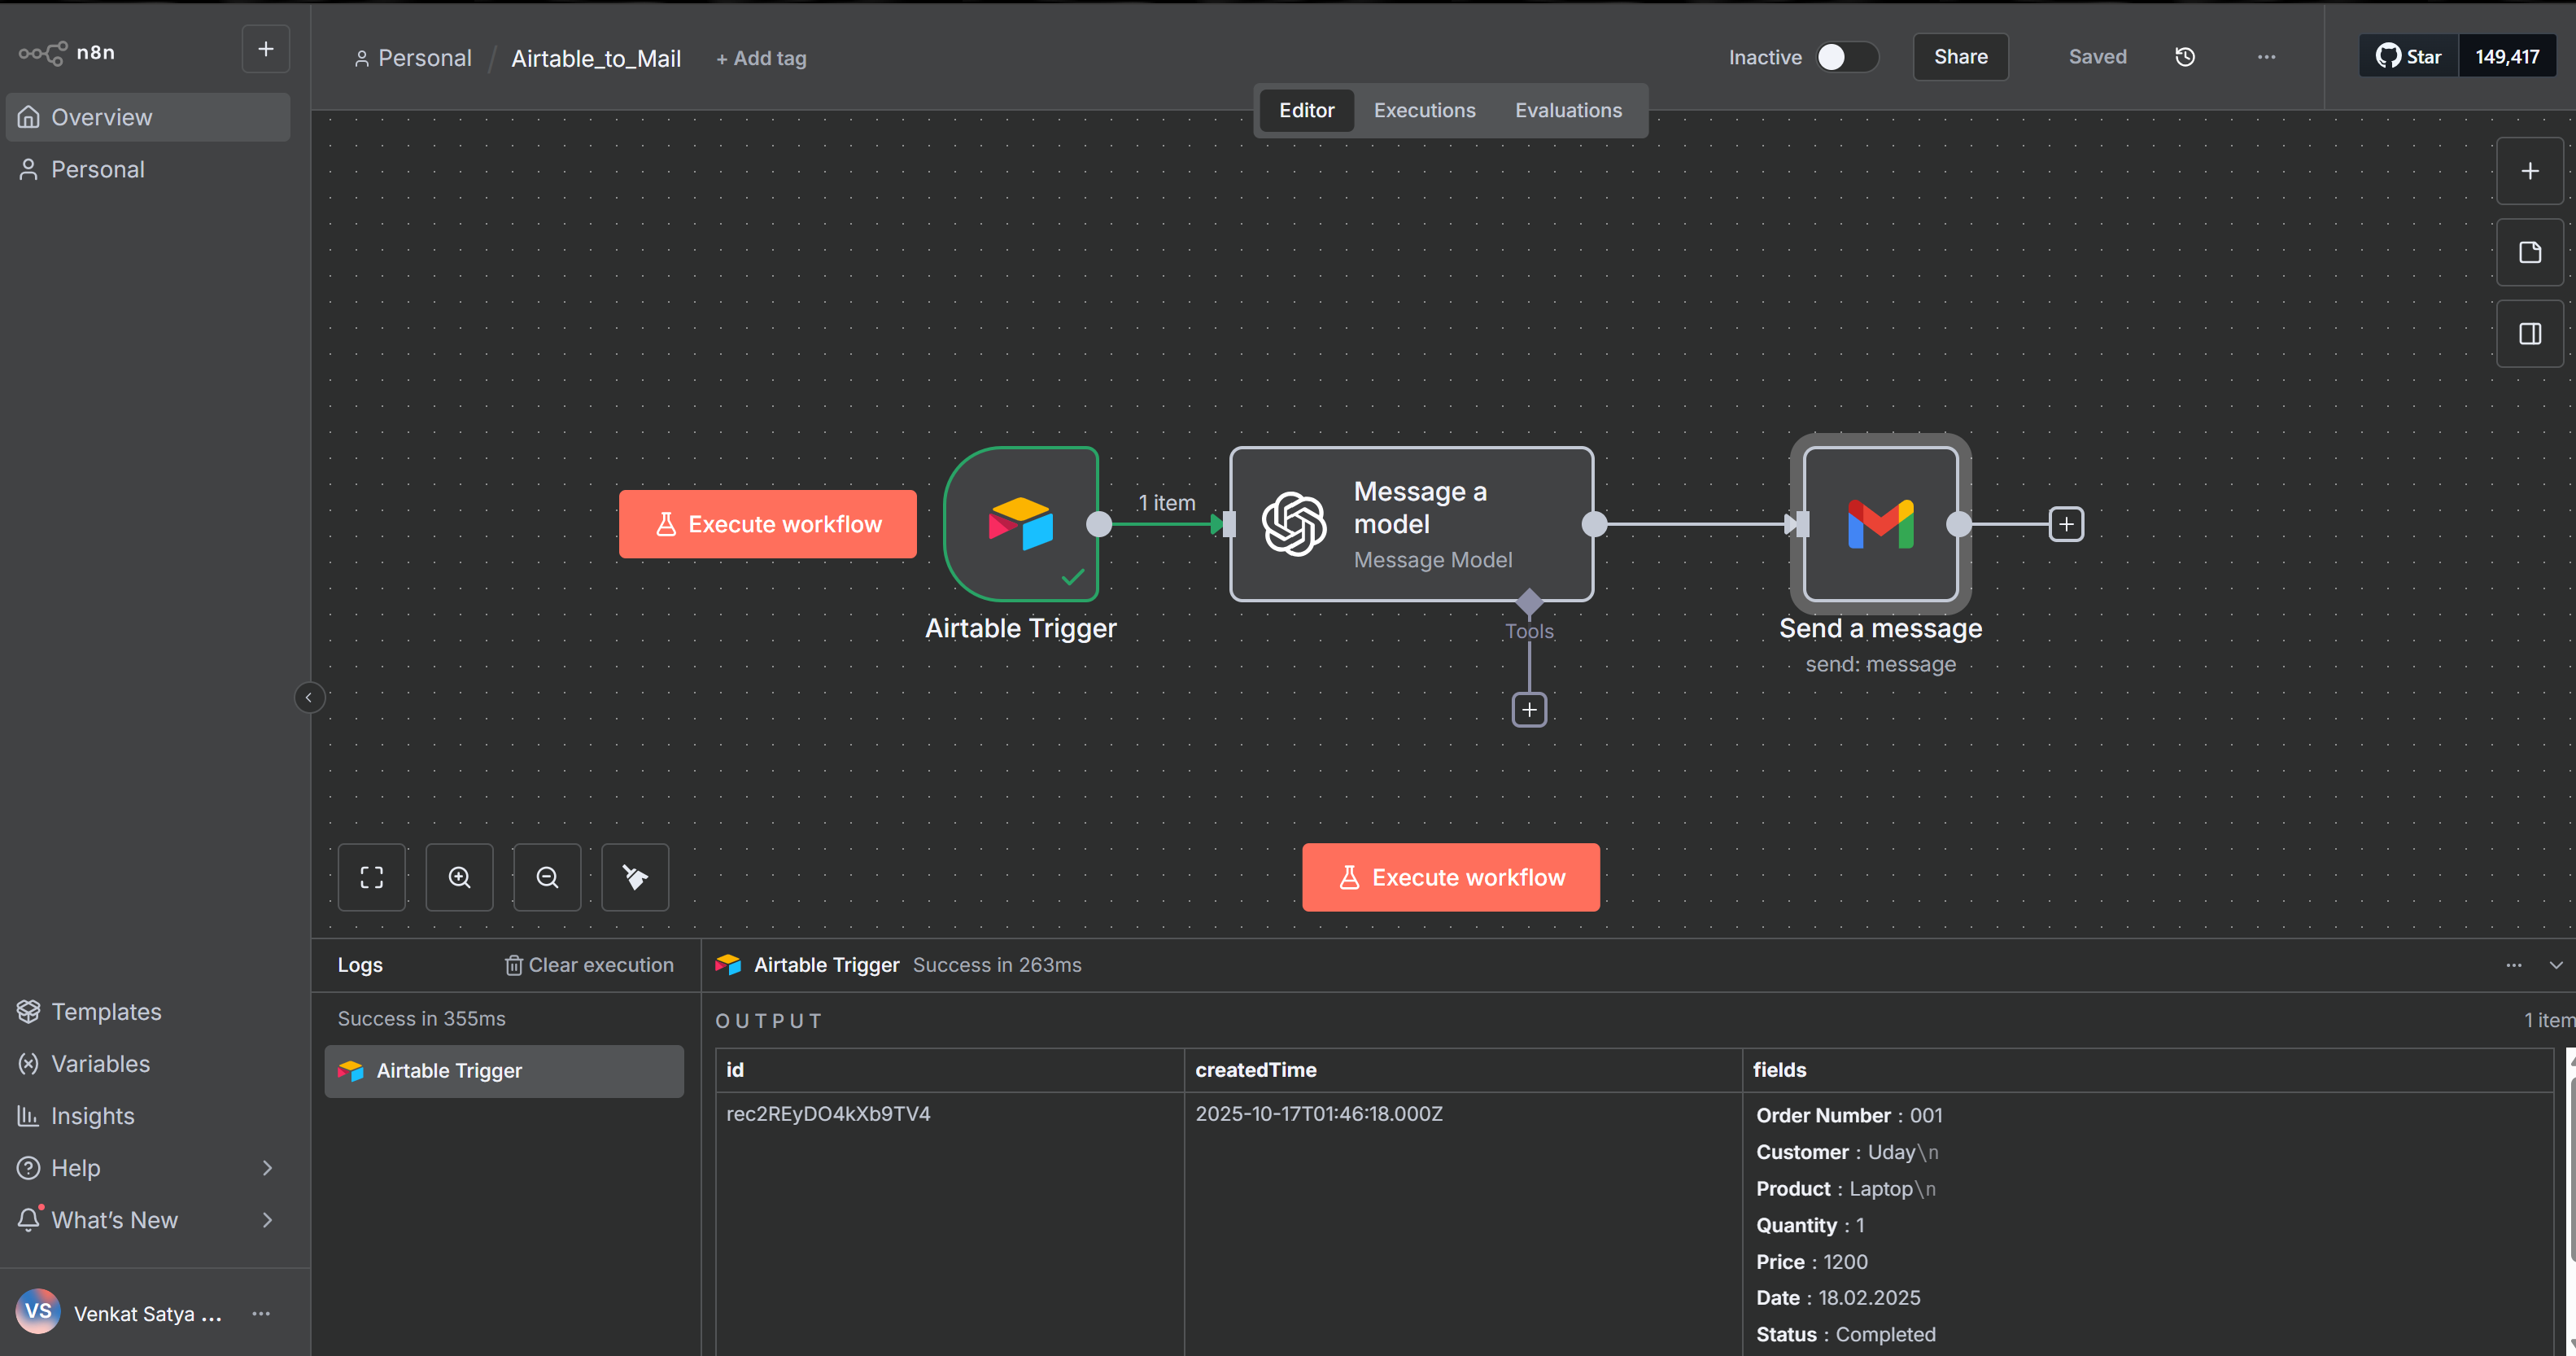 n8n
Overview
Personal
Personal / Airtable_to_Mail + Add tag
Inactive
Share
Saved
Star 149,417
Editor Executions Evaluations
Execute workflow
1 item
Airtable Trigger
Message a
model
Message Model
Tools
Send a message
send: message
Execute workflow
Templates
Variables
Insights
Help
What's New
VS Venkat Satya ...
Logs
Clear execution
Success in 355ms
Airtable Trigger
Airtable Trigger Success in 263ms
OUTPUT
1 item
id createdTime fields
rec2REyDO4kXb9TV4 2025-10-17T01:46:18.000Z
Order Number : 001
Customer : Uday\n
Product : Laptop\n
Quantity : 1
Price : 1200
Date : 18.02.2025
Status : Completed